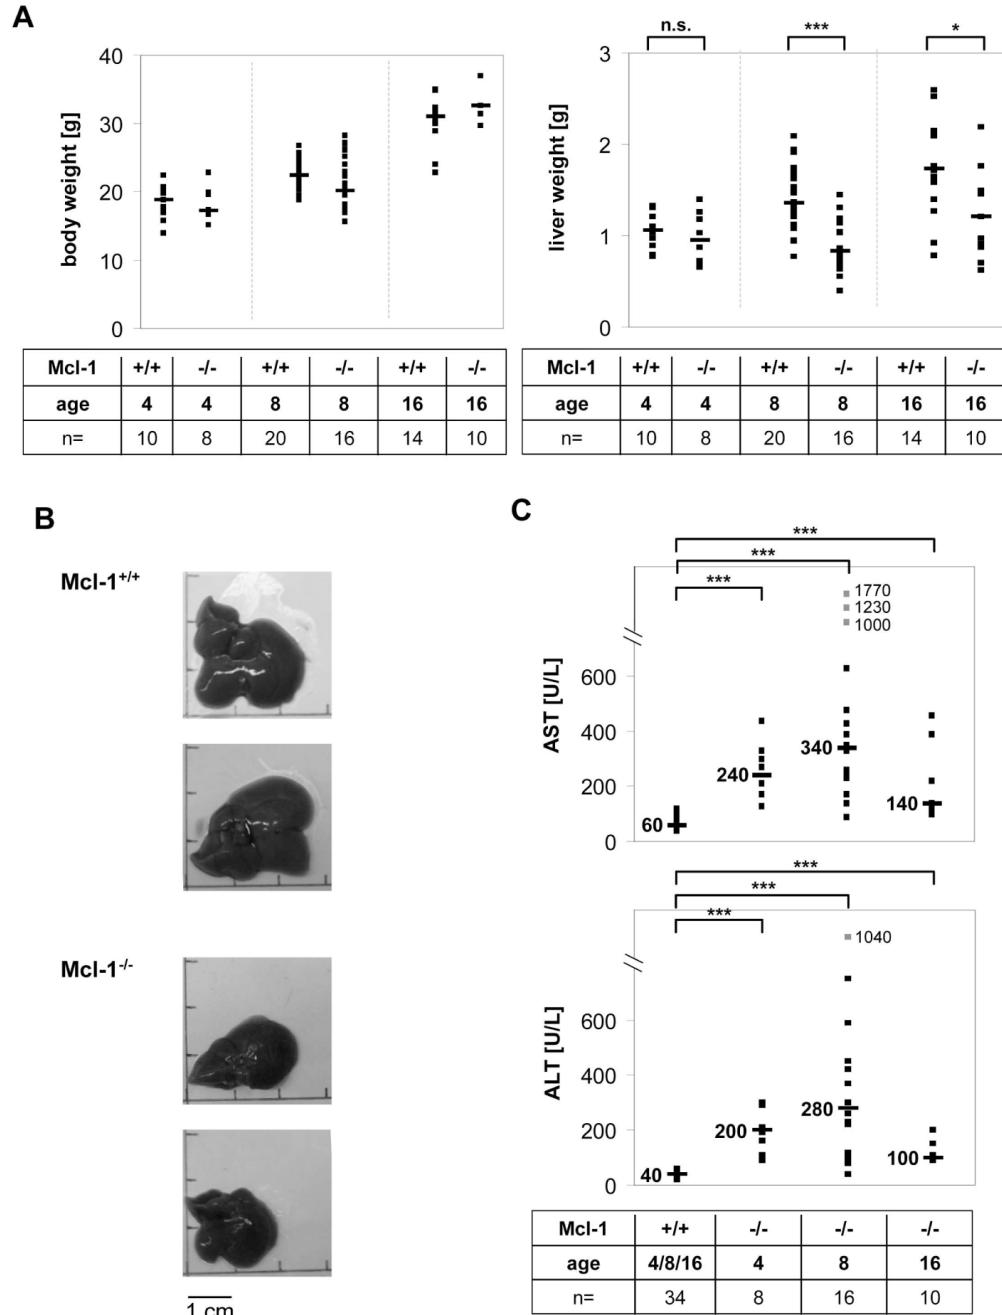 A
n.s.
***
*
40
30
20
10
0
body weight [g]
3
2
1
0
liver weight [g]
Mcl-1 +/+ -/- +/+ -/- +/+ -/-
age 4 4 8 8 16 16
n= 10 8 20 16 14 10
Mcl-1 +/+ -/- +/+ -/- +/+ -/-
age 4 4 8 8 16 16
n= 10 8 20 16 14 10
B
Mcl-1+/+
Mcl-1-/-
1 cm
C
***
***
***
1770
1230
1000
600
400
200
0
AST [U/L]
60
240
340
140
***
***
***
1040
600
400
200
0
ALT [U/L]
40
200
280
100
Mcl-1 +/+ -/- -/- -/-
age 4/8/16 4 8 16
n= 34 8 16 10